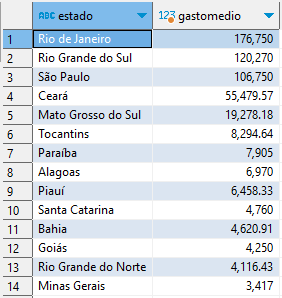 ABC estado 123 gastomedio
1 Rio de Janeiro 176,750
2 Rio Grande do Sul 120,270
3 São Paulo 106,750
4 Ceará 55,479.57
5 Mato Grosso do Sul 19,278.18
6 Tocantins 8,294.64
7 Paraíba 7,905
8 Alagoas 6,970
9 Piauí 6,458.33
10 Santa Catarina 4,760
11 Bahia 4,620.91
12 Goiás 4,250
13 Rio Grande do Norte 4,116.43
14 Minas Gerais 3,417